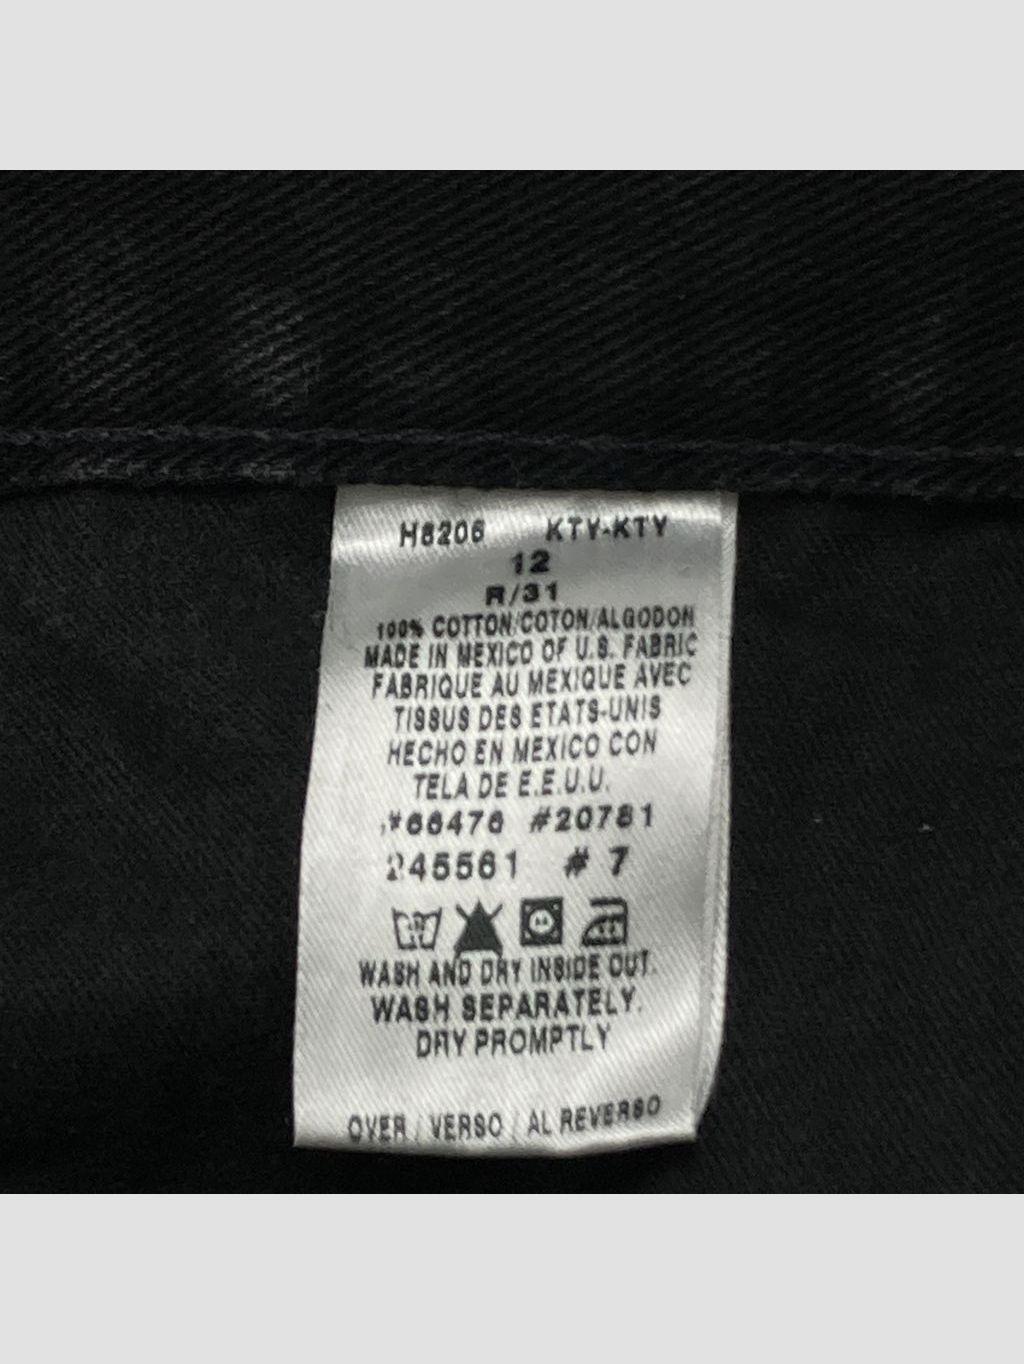 H8206 KTY-KTY
12
R/31
100% COTTON/COTON/ALGODON
MADE IN MEXICO OF U.S. FABRIC
FABRIQUE AU MEXIQUE AVEC
TISSUS DES ETATS-UNIS
HECHO EN MEXICO CON
TELA DE E.E.U.U.
#66476 #20781
245561 # 7
WASH AND DRY INSIDE OUT.
WASH SEPARATELY.
DRY PROMPTLY
OVER / VERSO / AL REVERSO